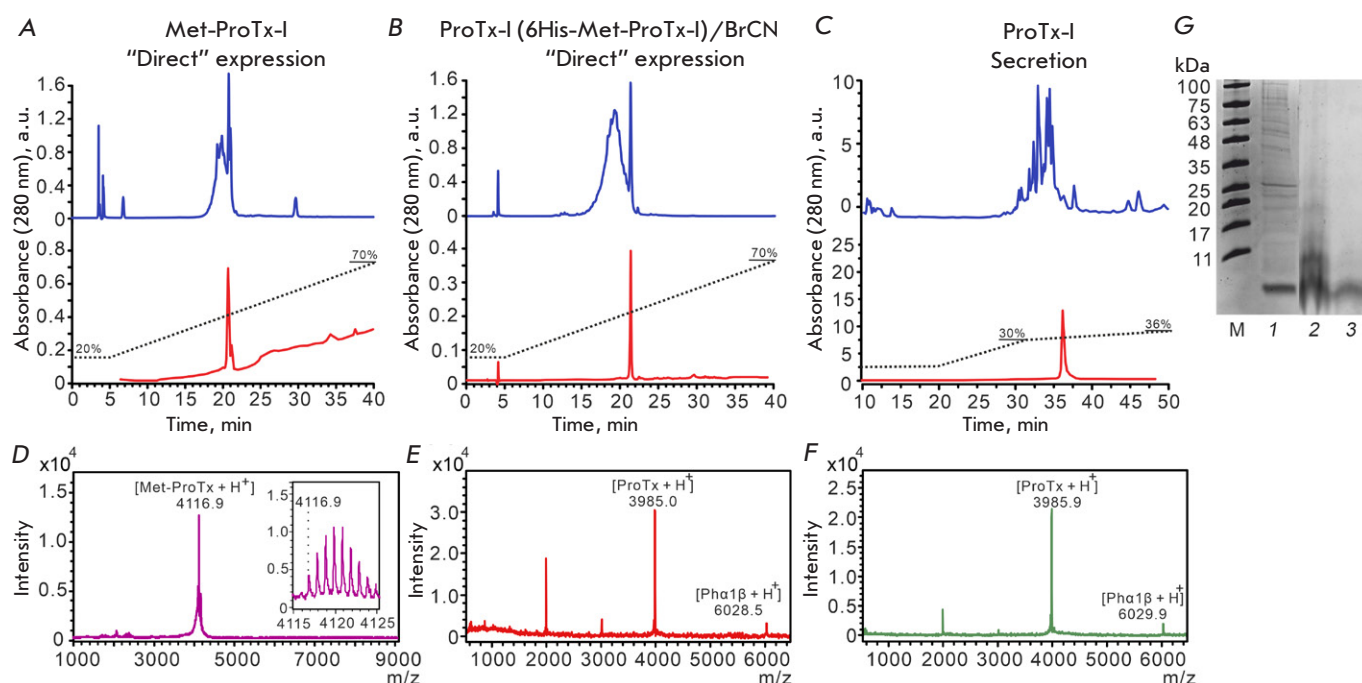 A
Met-ProTx-I
“Direct” expression
Absorbance (280 nm), a.u.
1.6
1.2
0.8
0.4
0
0.8
0.6
0.4
0.2
0
20%
70%
0 5 10 15 20 25 30 35 40
Time, min
B
ProTx-I (6His-Met-ProTx-I)/BrCN
“Direct” expression
Absorbance (280 nm), a.u.
1.6
1.2
0.8
0.4
0.0
0.4
0.3
0.2
0.1
0
20%
70%
0 5 10 15 20 25 30 35 40
Time, min
C
ProTx-I
Secretion
Absorbance (280 nm), a.u.
10
5
0
25
20
15
10
5
0
30%
36%
10 15 20 25 30 35 40 45 50
Time, min
G
kDa
100
75
63
48
35
25
20
17
11
M 1 2 3
D
x10⁴
Intensity
1.5
1.0
0.5
0
[Met-ProTx + H⁺]
4116.9
4116.9
1.5
1.0
0.5
0
4115 4120 4125
1000 3000 5000 7000 9000
m/z
E
x10⁴
Intensity
4.0
3.0
2.0
1.0
0
[ProTx + H⁺]
3985.0
[Phα1β + H⁺]
6028.5
1000 2000 3000 4000 5000 6000
m/z
F
x10⁴
Intensity
2.5
2.0
1.5
1.0
0.5
0
[ProTx + H⁺]
3985.9
[Phα1β + H⁺]
6029.9
1000 2000 3000 4000 5000 6000
m/z